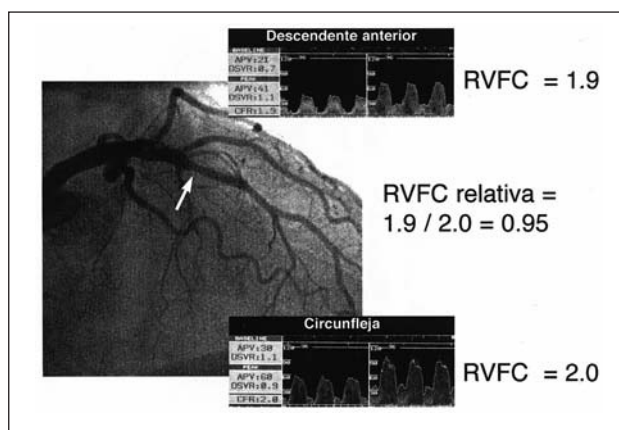 Descendente anterior
BASELINE
APV:21
DSVR:0.7
PEAK
APV:41
DSVR:1.1
CFR:1.9
RVFC = 1.9
RVFC relativa =
1.9 / 2.0 = 0.95
Circunfleja
BASELINE
APV:30
DSVR:1.1
PEAK
APV:60
DSVR:0.9
CFR:2.0
RVFC = 2.0